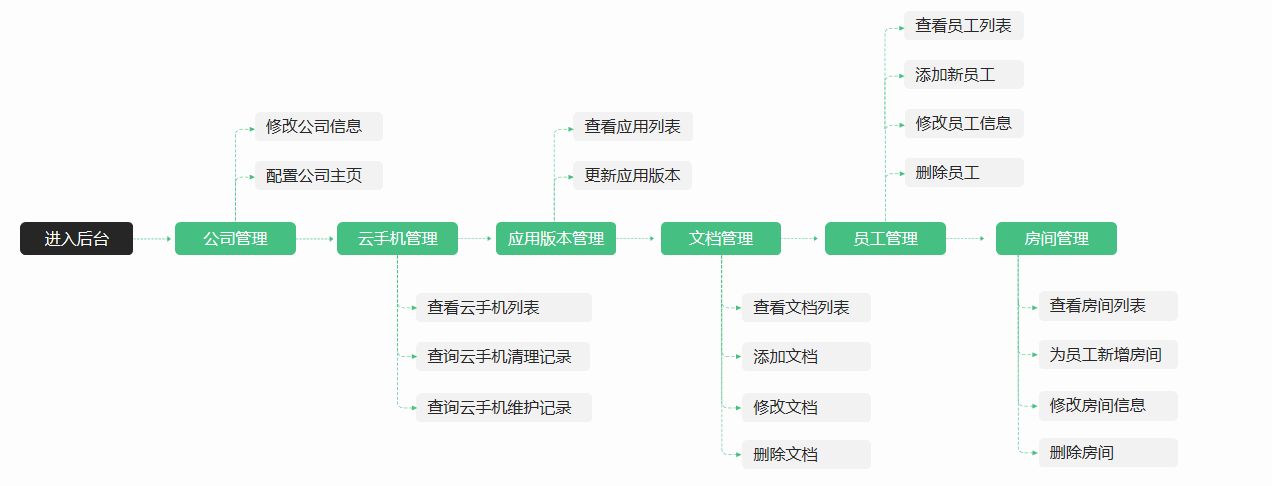 查看员工列表
添加新员工
修改员工信息
删除员工
修改公司信息
配置公司主页
查看应用列表
更新应用版本
进入后台
公司管理
云手机管理
应用版本管理
文档管理
员工管理
房间管理
查看云手机列表
查询云手机清理记录
查询云手机维护记录
查看文档列表
添加文档
修改文档
删除文档
查看房间列表
为员工新增房间
修改房间信息
删除房间